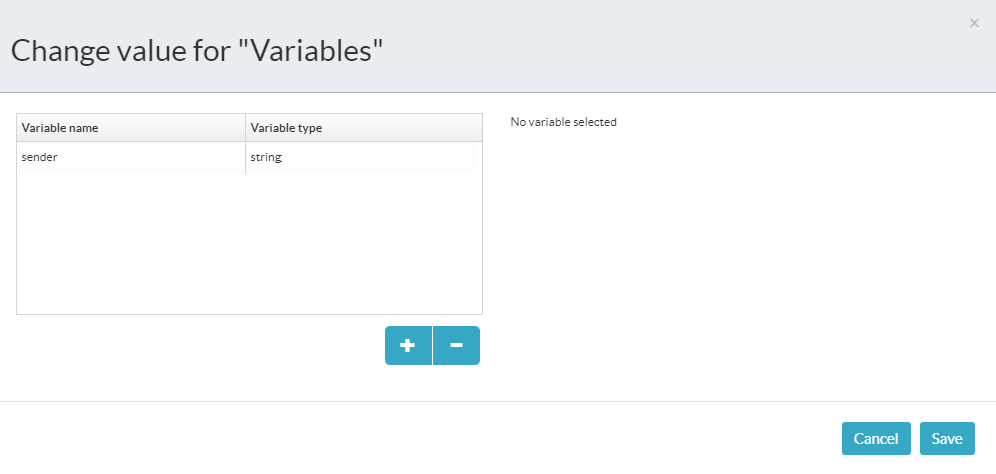 ×
Change value for "Variables"
Variable name Variable type
sender string
No variable selected
+ -
Cancel Save